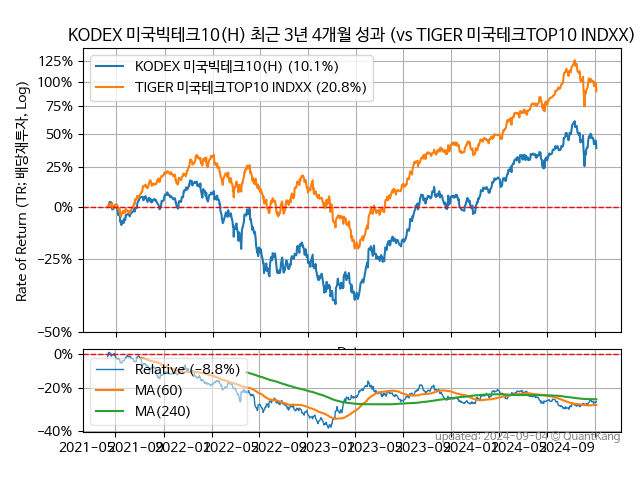 KODEX 미국빅테크10(H) 최근 3년 4개월 성과 (vs TIGER 미국테크TOP10 INDXX)
KODEX 미국빅테크10(H) (10.1%)
TIGER 미국테크TOP10 INDXX (20.8%)
Rate of Return (TR: 배당재투자, Log)
125%
100%
75%
50%
25%
0%
−25%
−50%
0%
−20%
−40%
Relative (−8.8%)
MA(60)
MA(240)
2021-05 2021-09 2022-01 2022-05 2022-09 2023-01 2023-05 2023-09 2024-01 2024-05 2024-09
updated: 2024-09-04 © QuantKang